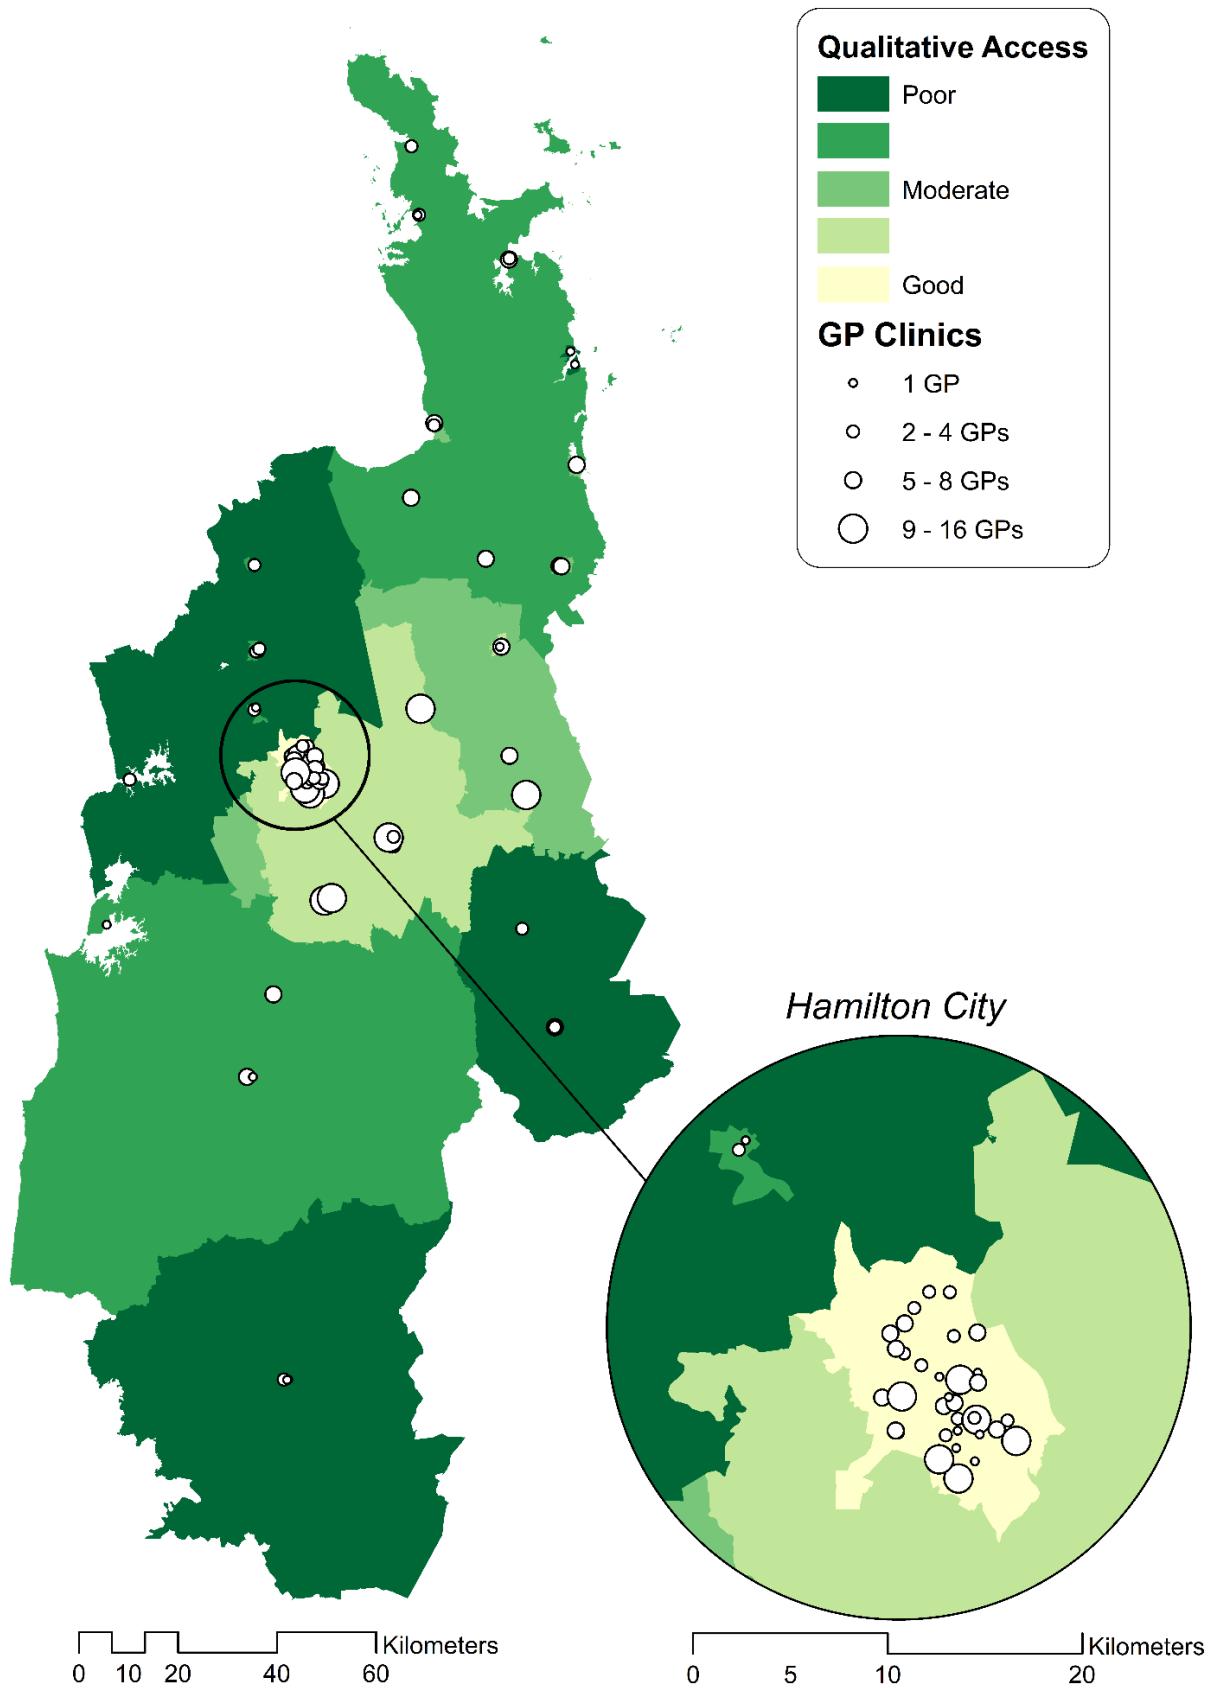 Qualitative Access
Poor
Moderate
Good
GP Clinics
1 GP
2 - 4 GPs
5 - 8 GPs
9 - 16 GPs
Hamilton City
Kilometers
0 10 20 40 60
Kilometers
0 5 10 20